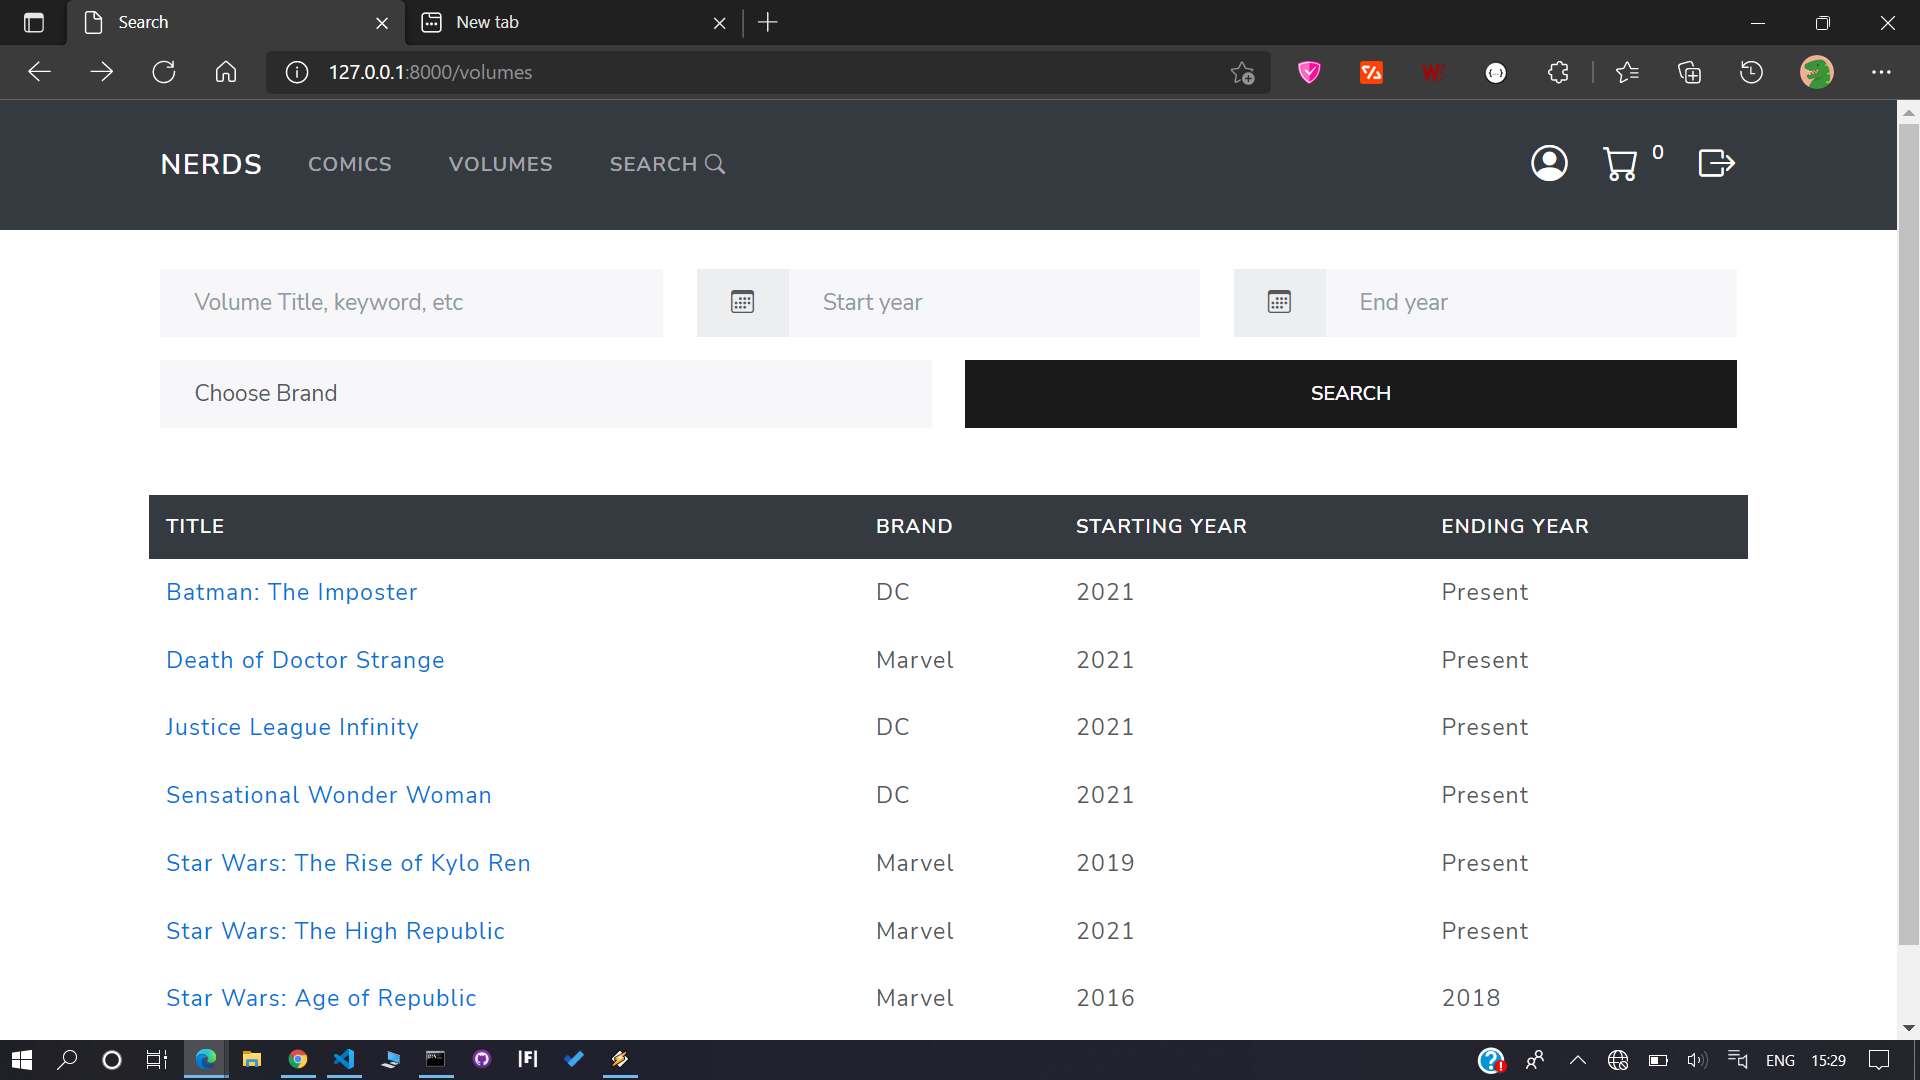 Search
New tab
127.0.0.1:8000/volumes
NERDS COMICS VOLUMES SEARCH 0
Volume Title, keyword, etc Start year End year
Choose Brand SEARCH
TITLE BRAND STARTING YEAR ENDING YEAR
Batman: The Imposter DC 2021 Present
Death of Doctor Strange Marvel 2021 Present
Justice League Infinity DC 2021 Present
Sensational Wonder Woman DC 2021 Present
Star Wars: The Rise of Kylo Ren Marvel 2019 Present
Star Wars: The High Republic Marvel 2021 Present
Star Wars: Age of Republic Marvel 2016 2018
ENG 15:29